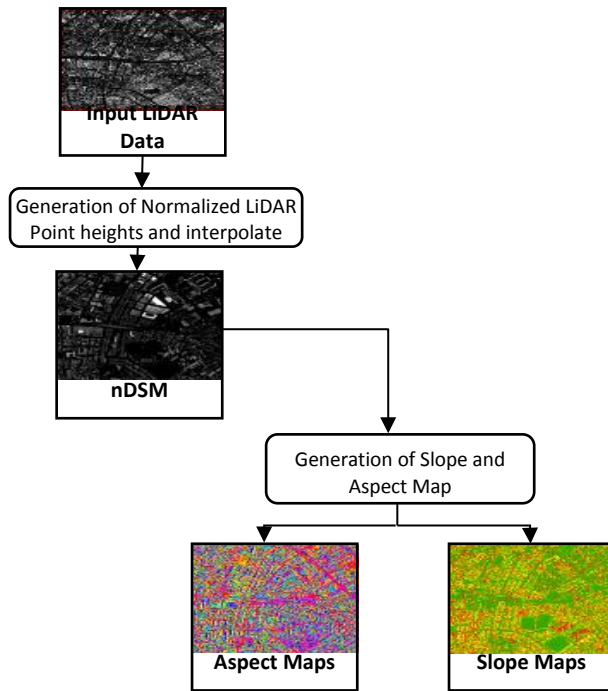 Input LiDAR
Data
Generation of Normalized LiDAR
Point heights and interpolate
nDSM
Generation of Slope and
Aspect Map
Aspect Maps
Slope Maps